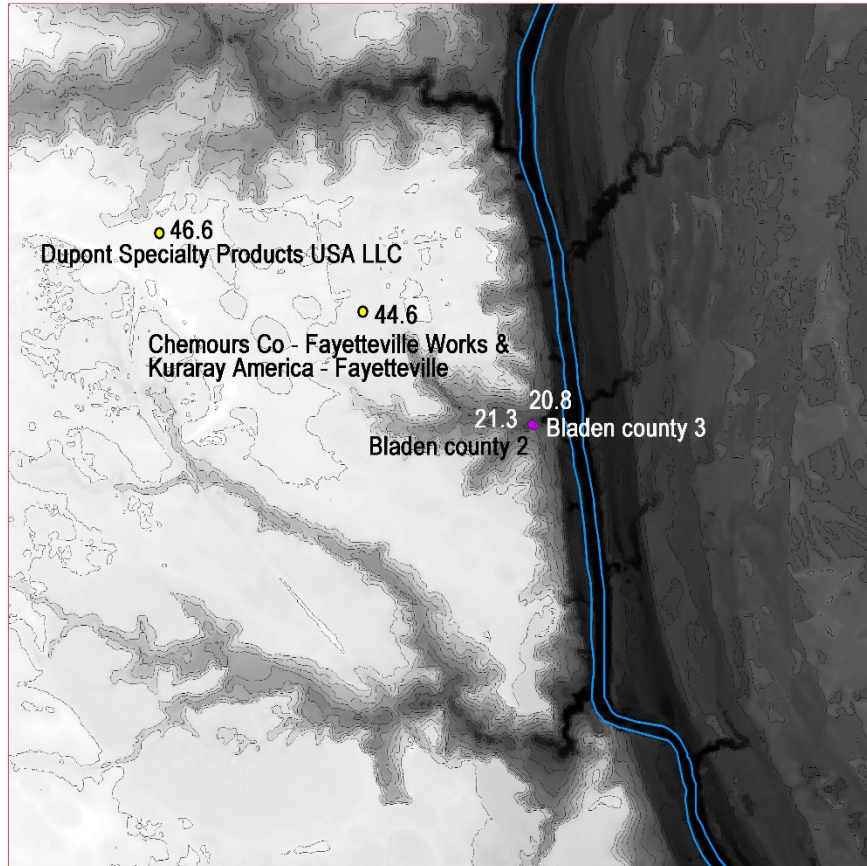 46.6
Dupont Specialty Products USA LLC
44.6
Chemours Co - Fayetteville Works &
Kuraray America - Fayetteville
20.8
21.3
Bladen county 3
Bladen county 2